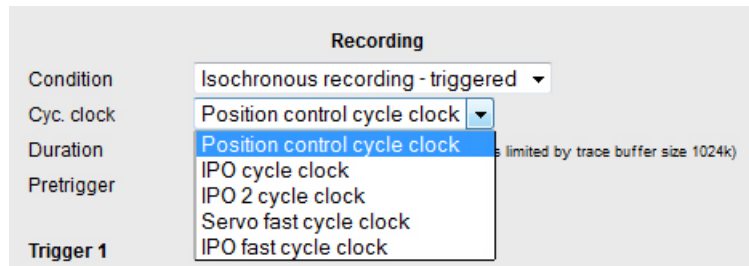 Recording
Condition Isochronous recording - triggered
Cyc. clock Position control cycle clock
Duration Position control cycle clock limited by trace buffer size 1024k)
IPO cycle clock
Pretrigger IPO 2 cycle clock
Servo fast cycle clock
Trigger 1 IPO fast cycle clock